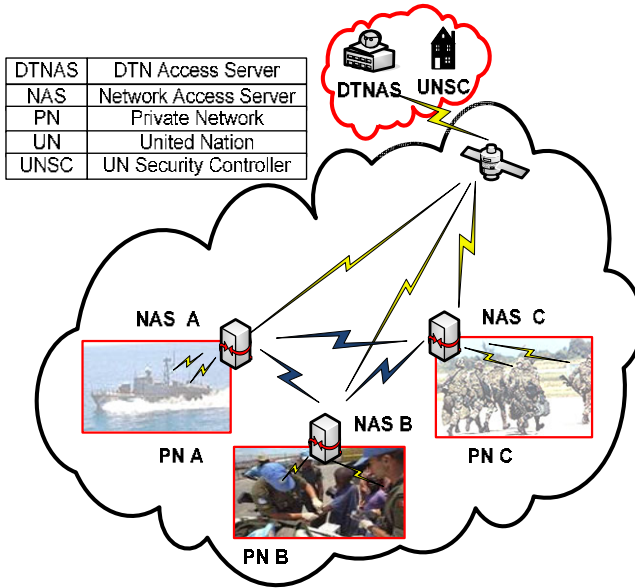 DTNAS DTN Access Server
NAS Network Access Server
PN Private Network
UN United Nation
UNSC UN Security Controller
DTNAS UNSC
NAS A
NAS C
NAS B
PN A
PN C
PN B